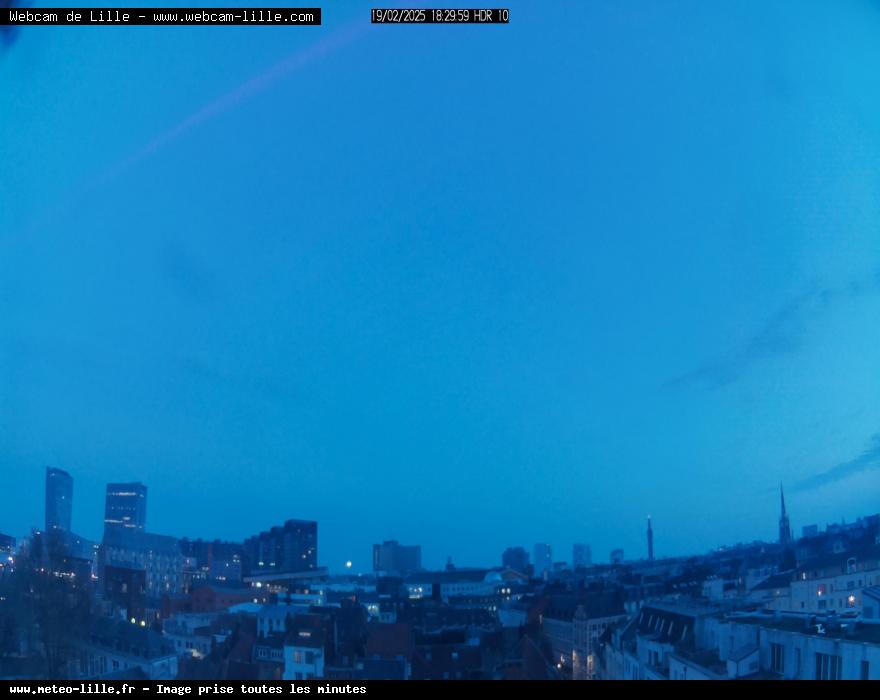 Webcam de Lille - www.webcam-lille.com
19/02/2025 18:29:59 HDR 10
www.meteo-lille.fr - Image prise toutes les minutes